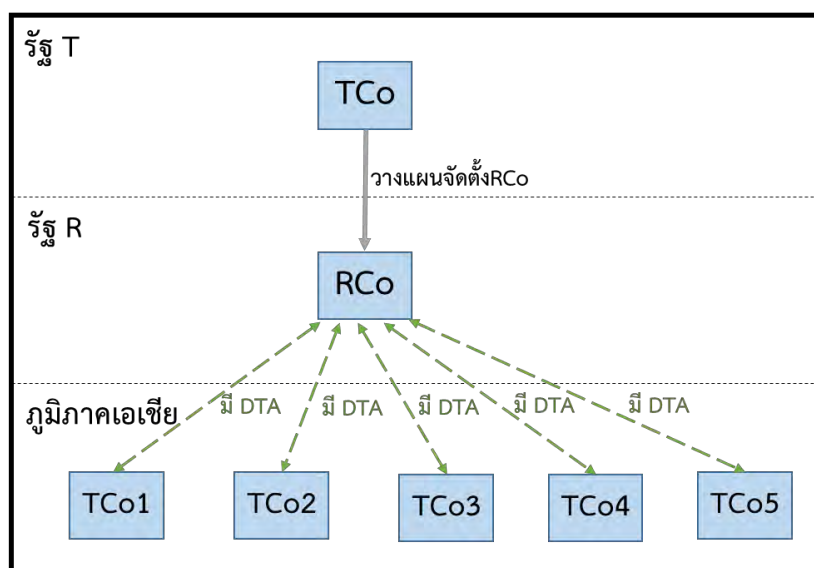 รัฐ T
TCo
วางแผนจัดตั้งRCo
รัฐ R
RCo
ภูมิภาคเอเชีย
มี DTA
มี DTA
มี DTA
มี DTA
มี DTA
TCo1
TCo2
TCo3
TCo4
TCo5